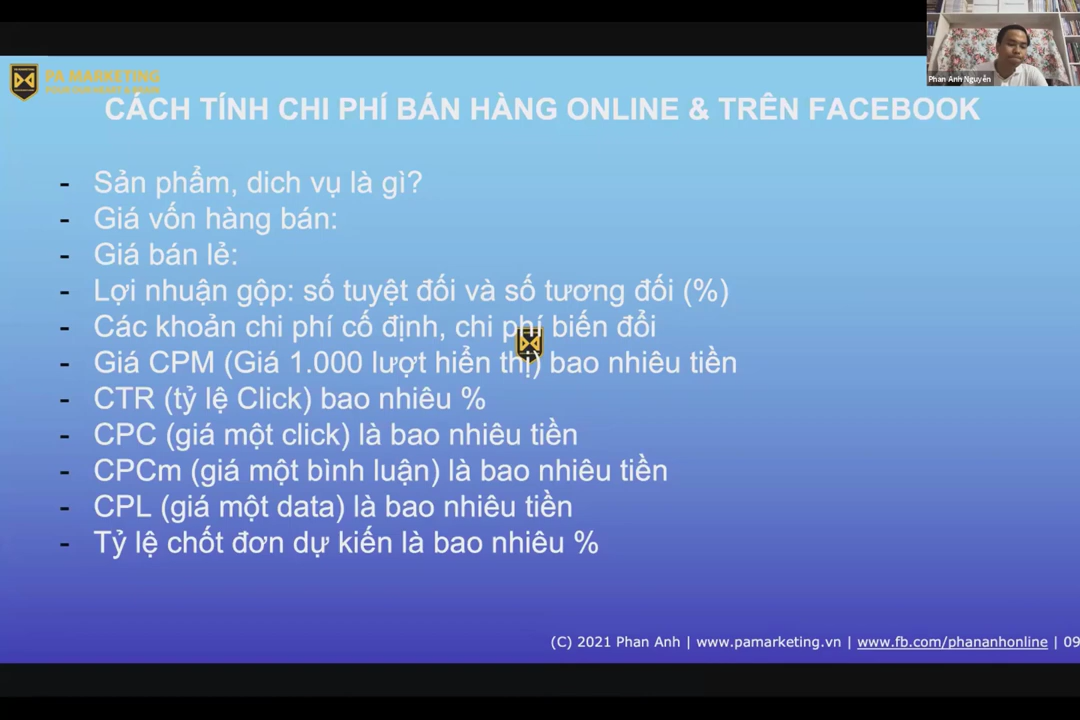 Phan Anh Nguyễn
PA MARKETING
CÁCH TÍNH CHI PHÍ BÁN HÀNG ONLINE & TRÊN FACEBOOK
- Sản phẩm, dich vụ là gì?
- Giá vốn hàng bán:
- Giá bán lẻ:
- Lợi nhuận gộp: số tuyệt đối và số tương đối (%)
- Các khoản chi phí cố định, chi phí biến đổi
- Giá CPM (Giá 1.000 lượt hiển thị) bao nhiêu tiền
- CTR (tỷ lệ Click) bao nhiêu %
- CPC (giá một click) là bao nhiêu tiền
- CPCm (giá một bình luận) là bao nhiêu tiền
- CPL (giá một data) là bao nhiêu tiền
- Tỷ lệ chốt đơn dự kiến là bao nhiêu %
(C) 2021 Phan Anh | www.pamarketing.vn | www.fb.com/phananhonline | 09